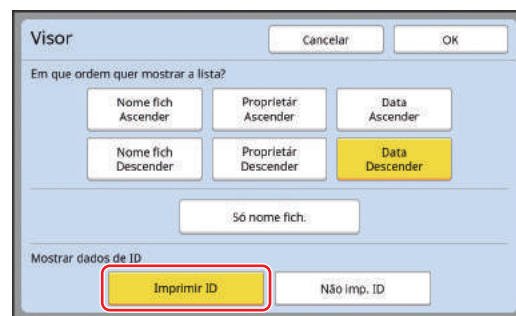 Visor
Cancelar
OK
Em que ordem quer mostrar a lista?
Nome fich
Ascender
Proprietár
Ascender
Data
Ascender
Nome fich
Descender
Proprietár
Descender
Data
Descender
Só nome fich.
Mostrar dados de ID
Imprimir ID
Não imp. ID